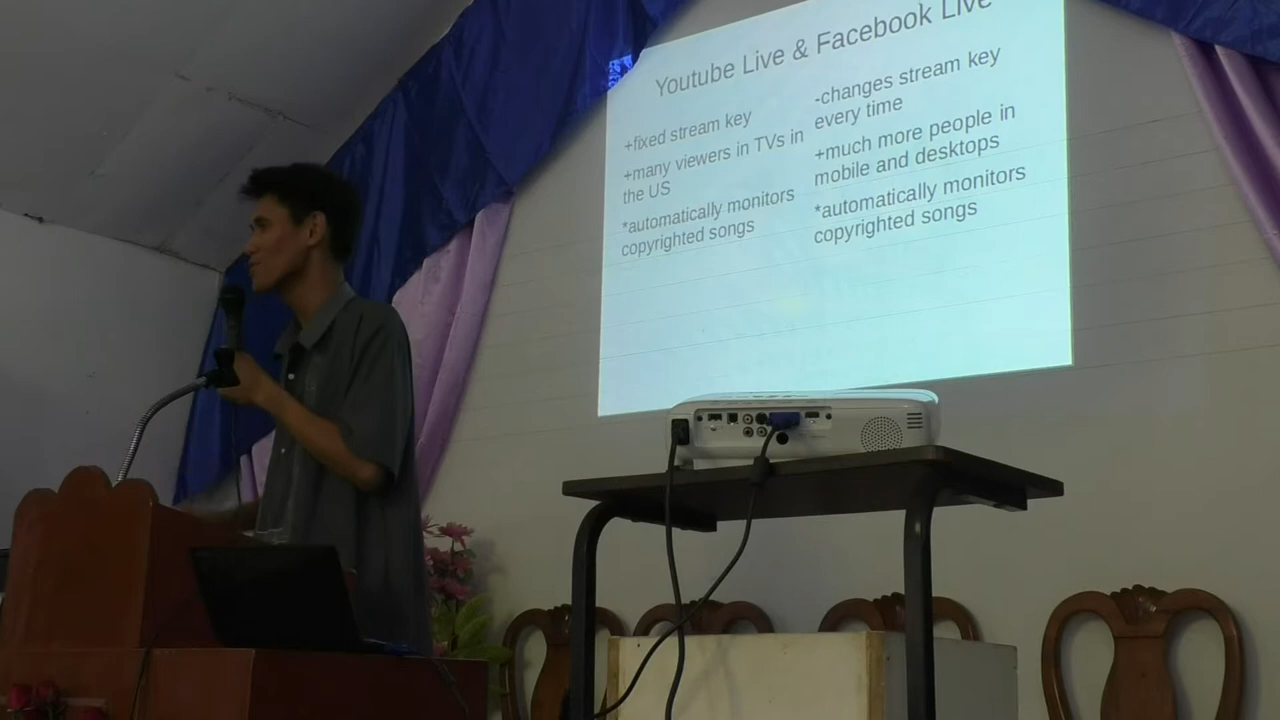 Youtube Live & Facebook Live
+fixed stream key
+many viewers in TVs in
the US
*automatically monitors
copyrighted songs
-changes stream key
every time
+much more people in
mobile and desktops
*automatically monitors
copyrighted songs